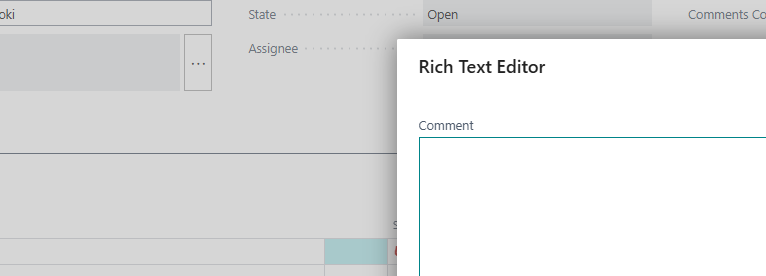 oki
State
Open
Comments Co
Assignee
...
Rich Text Editor
Comment